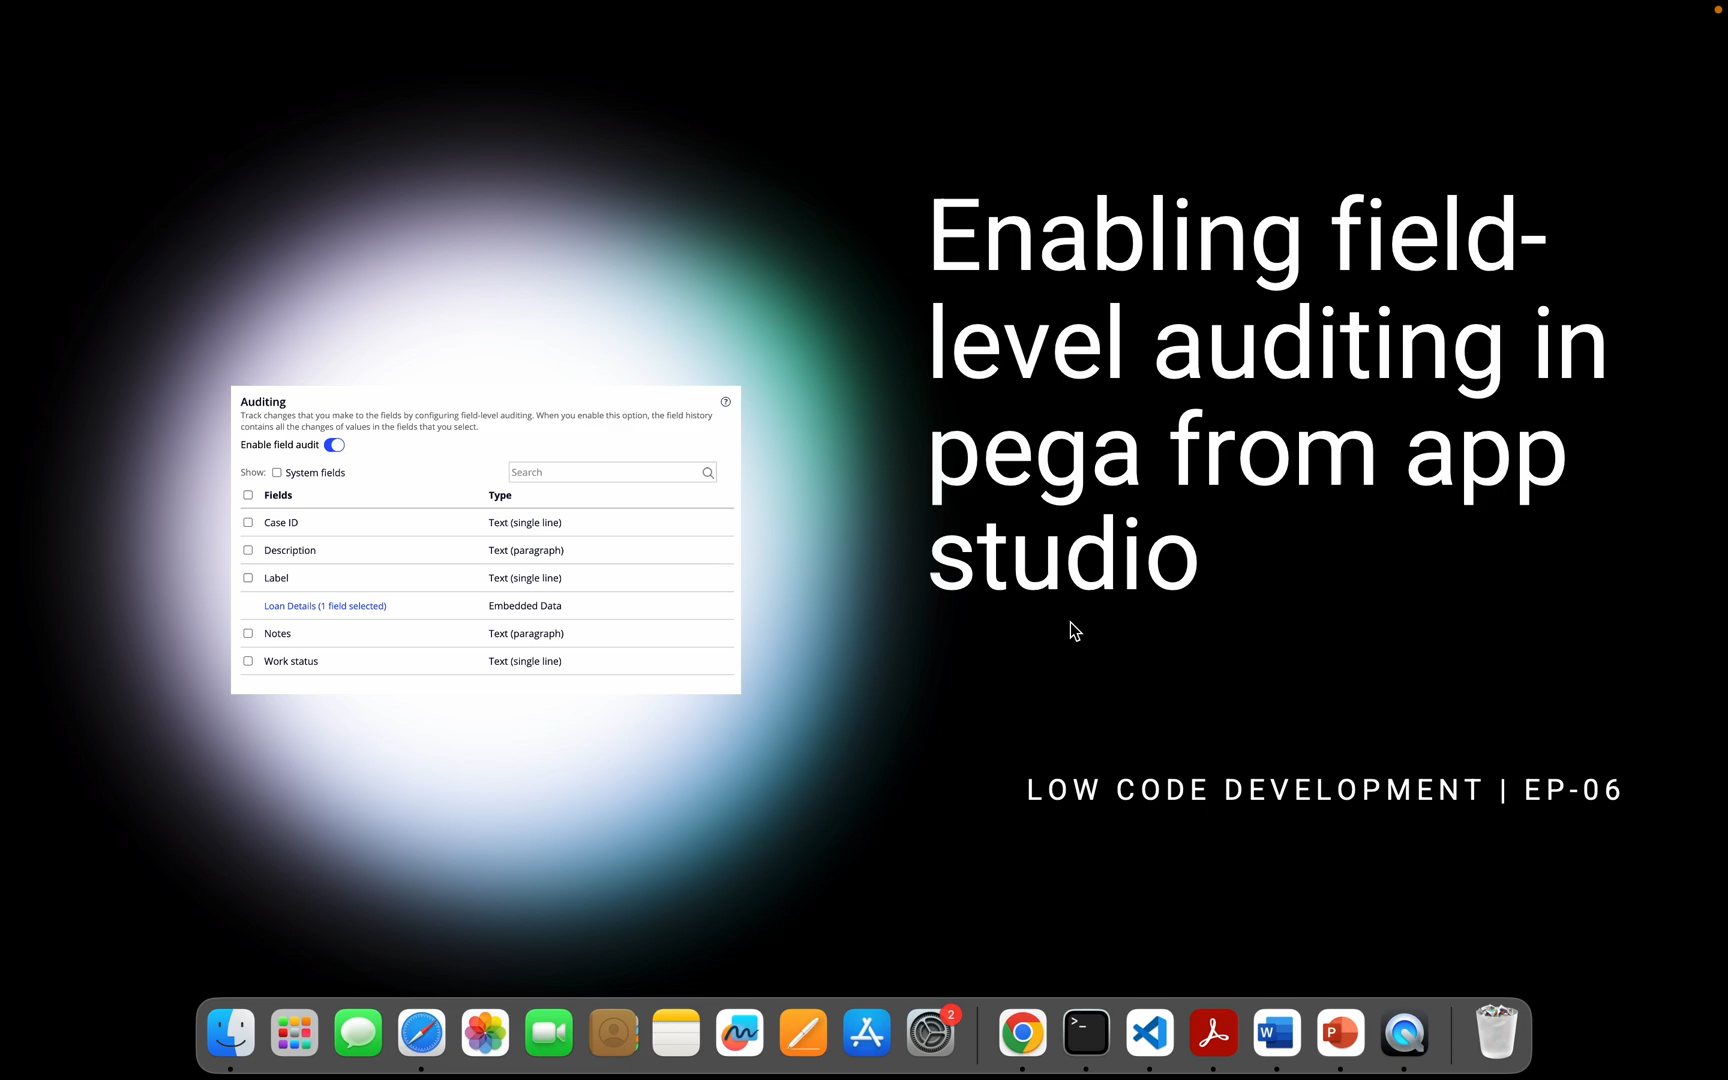 Enabling field-
level auditing in
pega from app
studio
LOW CODE DEVELOPMENT | EP-06
Auditing
Track changes that you make to the fields by configuring field-level auditing. When you enable this option, the field history
contains all the changes of values in the fields that you select.
Enable field audit
Show: System fields
Search
Fields Type
Case ID Text (single line)
Description Text (paragraph)
Label Text (single line)
Loan Details (1 field selected) Embedded Data
Notes Text (paragraph)
Work status Text (single line)
2
>_
W
P